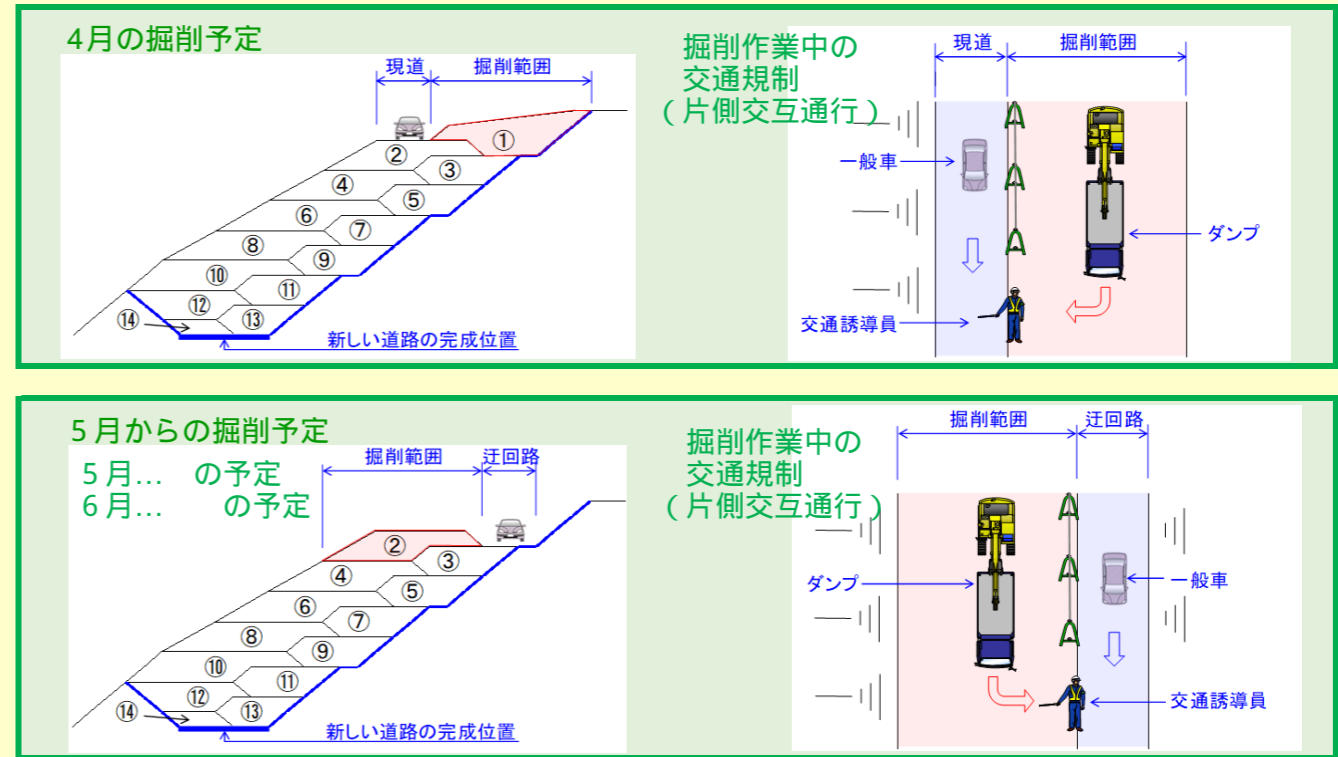 4月の掘削予定
現道
掘削範囲
①
②
③
④
⑤
⑥
⑦
⑧
⑨
⑩
⑪
⑫
⑬
⑭
新しい道路の完成位置
掘削作業中の
交通規制
(片側交互通行)
現道
掘削範囲
一般車
ダンプ
交通誘導員
5月からの掘削予定
5月… の予定
6月… の予定
掘削範囲
迂回路
②
③
④
⑤
⑥
⑦
⑧
⑨
⑩
⑪
⑫
⑬
⑭
新しい道路の完成位置
掘削作業中の
交通規制
(片側交互通行)
掘削範囲
迂回路
ダンプ
一般車
交通誘導員